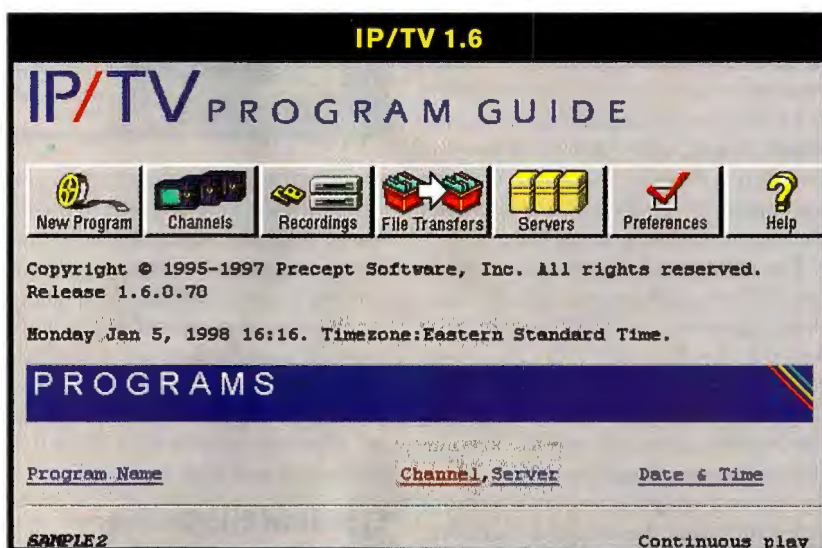 IP/TV 1.6
IP/TV PROGRAM GUIDE
New Program Channels Recordings File Transfers Servers Preferences Help
Copyright © 1995-1997 Precept Software, Inc. All rights reserved.
Release 1.6.0.70
Monday Jan 5, 1998 16:16. Timezone:Eastern Standard Time.
PROGRAMS
Program Name Channel,Server Date & Time
SAMPLE2 Continuous play